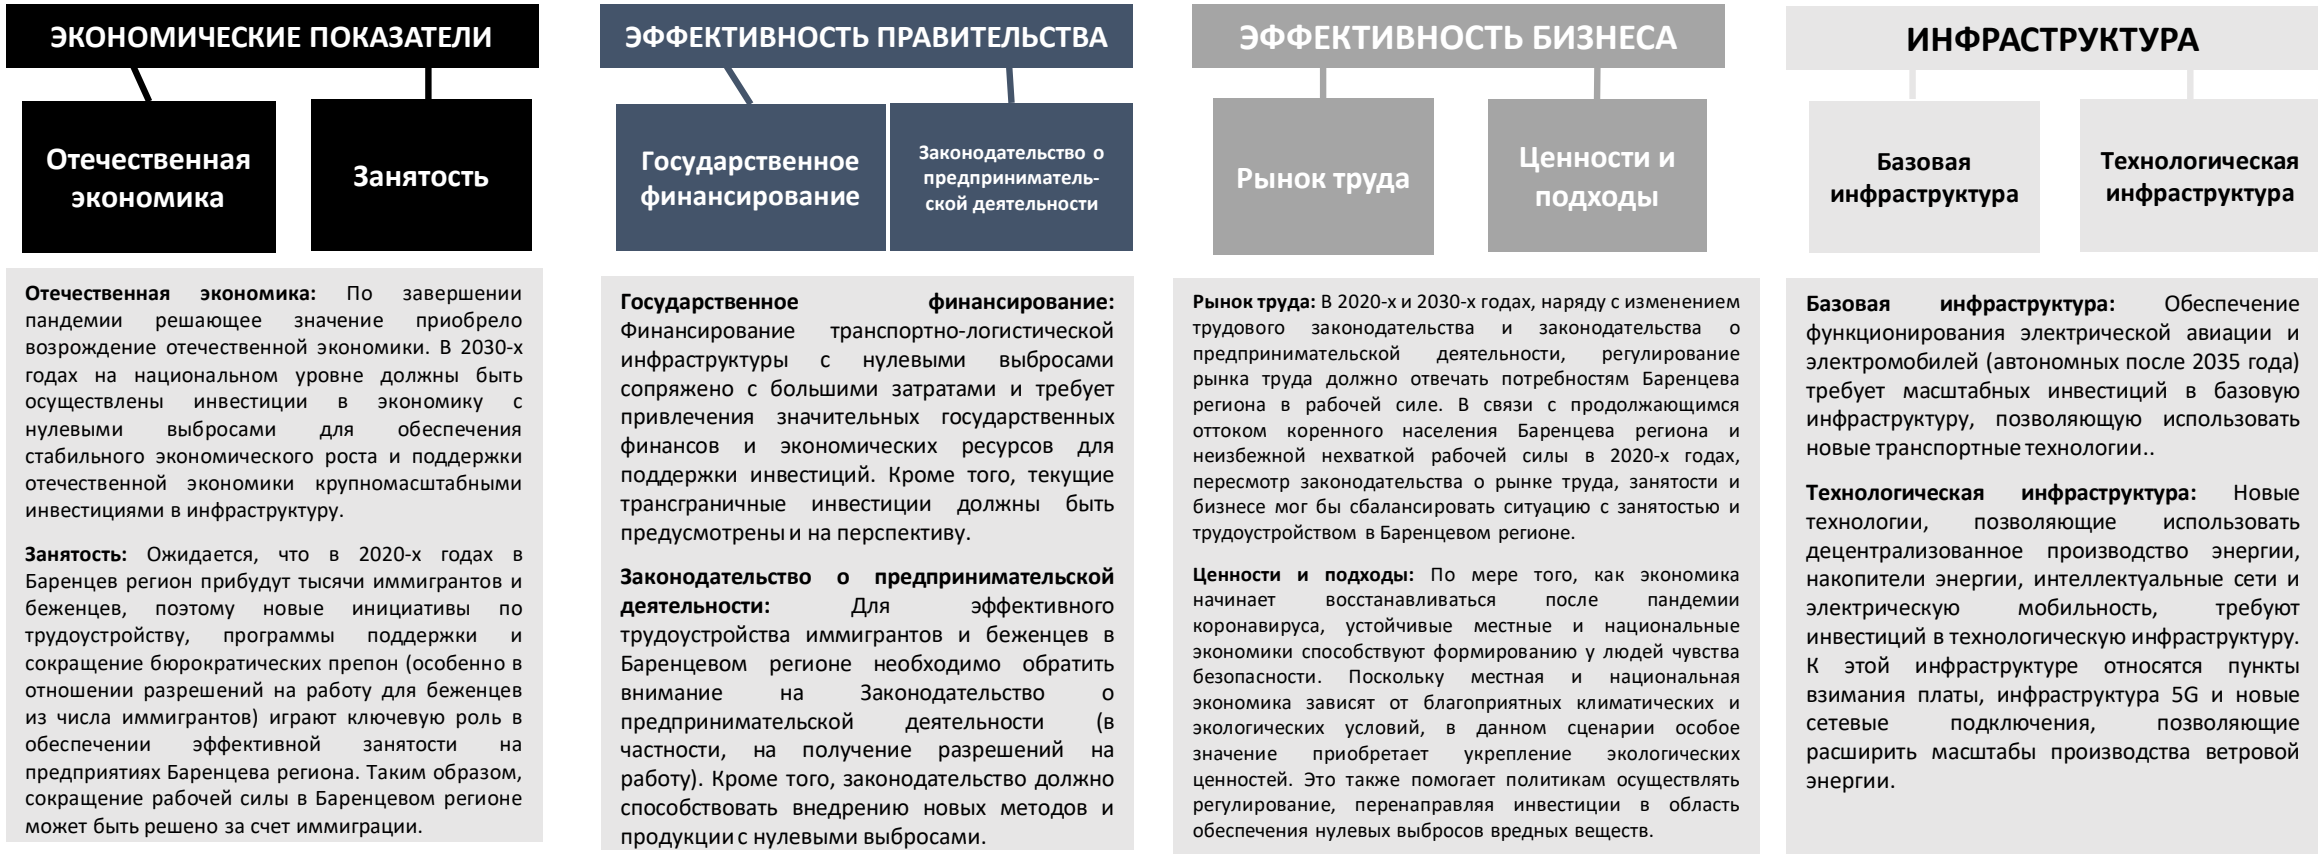 ЭКОНОМИЧЕСКИЕ ПОКАЗАТЕЛИ
Отечественная
экономика
Занятость
Отечественная экономика: По завершении
пандемии решающее значение приобрело
возрождение отечественной экономики. В 2030-х
годах на национальном уровне должны быть
осуществлены инвестиции в экономику с
нулевыми выбросами для обеспечения
стабильного экономического роста и поддержки
отечественной экономики крупномасштабными
инвестициями в инфраструктуру.
Занятость: Ожидается, что в 2020-х годах в
Баренцев регион прибудут тысячи иммигрантов и
беженцев, поэтому новые инициативы по
трудоустройству, программы поддержки и
сокращение бюрократических препон (особенно в
отношении разрешений на работу для беженцев
из числа иммигрантов) играют ключевую роль в
обеспечении эффективной занятости на
предприятиях Баренцева региона. Таким образом,
сокращение рабочей силы в Баренцевом регионе
может быть решено за счет иммиграции.
ЭФФЕКТИВНОСТЬ ПРАВИТЕЛЬСТВА
Государственное
финансирование
Законодательство о
предприниматель-
ской деятельности
Государственное финансирование:
Финансирование транспортно-логистической
инфраструктуры с нулевыми выбросами
сопряжено с большими затратами и требует
привлечения значительных государственных
финансов и экономических ресурсов для
поддержки инвестиций. Кроме того, текущие
трансграничные инвестиции должны быть
предусмотрены и на перспективу.
Законодательство о предпринимательской
деятельности: Для эффективного
трудоустройства иммигрантов и беженцев в
Баренцевом регионе необходимо обратить
внимание на Законодательство о
предпринимательской деятельности (в
частности, на получение разрешений на
работу). Кроме того, законодательство должно
способствовать внедрению новых методов и
продукции с нулевыми выбросами.
ЭФФЕКТИВНОСТЬ БИЗНЕСА
Рынок труда
Ценности и
подходы
Рынок труда: В 2020-х и 2030-х годах, наряду с изменением
трудового законодательства и законодательства о
предпринимательской деятельности, регулирование
рынка труда должно отвечать потребностям Баренцева
региона в рабочей силе. В связи с продолжающимся
оттоком коренного населения Баренцева региона и
неизбежной нехваткой рабочей силы в 2020-х годах,
пересмотр законодательства о рынке труда, занятости и
бизнесе мог бы сбалансировать ситуацию с занятостью и
трудоустройством в Баренцевом регионе.
Ценности и подходы: По мере того, как экономика
начинает восстанавливаться после пандемии
коронавируса, устойчивые местные и национальные
экономики способствуют формированию у людей чувства
безопасности. Поскольку местная и национальная
экономика зависят от благоприятных климатических и
экологических условий, в данном сценарии особое
значение приобретает укрепление экологических
ценностей. Это также помогает политикам осуществлять
регулирование, перенаправляя инвестиции в область
обеспечения нулевых выбросов вредных веществ.
ИНФРАСТРУКТУРА
Базовая
инфраструктура
Технологическая
инфраструктура
Базовая инфраструктура: Обеспечение
функционирования электрической авиации и
электромобилей (автономных после 2035 года)
требует масштабных инвестиций в базовую
инфраструктуру, позволяющую использовать
новые транспортные технологии..
Технологическая инфраструктура: Новые
технологии, позволяющие использовать
децентрализованное производство энергии,
накопители энергии, интеллектуальные сети и
электрическую мобильность, требуют
инвестиций в технологическую инфраструктуру.
К этой инфраструктуре относятся пункты
взимания платы, инфраструктура 5G и новые
сетевые подключения, позволяющие
расширить масштабы производства ветровой
энергии.